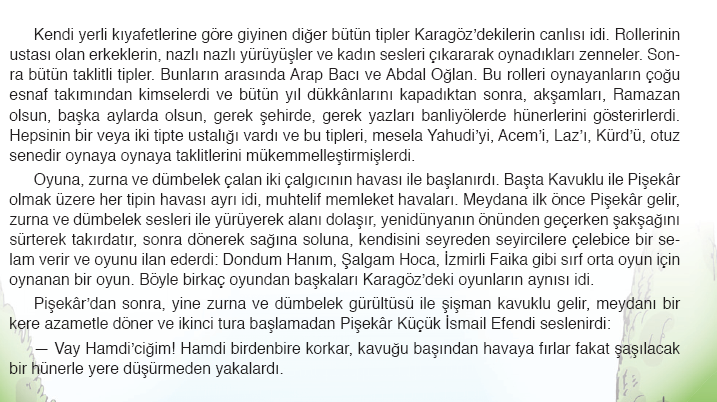 Kendi yerli kıyafetlerine göre giyinen diğer bütün tipler Karagöz’dekilerin canlısı idi. Rollerinin
ustası olan erkeklerin, nazlı nazlı yürüyüşler ve kadın sesleri çıkararak oynadıkları zenneler. Son-
ra bütün taklitli tipler. Bunların arasında Arap Bacı ve Abdal Oğlan. Bu rolleri oynayanların çoğu
esnaf takımından kimselerdi ve bütün yıl dükkânlarını kapadıktan sonra, akşamları, Ramazan
olsun, başka aylarda olsun, gerek şehirde, gerek yazları banliyölerde hünerlerini gösterirlerdi.
Hepsinin bir veya iki tipte ustalığı vardı ve bu tipleri, mesela Yahudi’yi, Acem’i, Laz’ı, Kürd’ü, otuz
senedir oynaya oynaya taklitlerini mükemmelleştirmişlerdi.
Oyuna, zurna ve dümbelek çalan iki çalgıcının havası ile başlanırdı. Başta Kavuklu ile Pişekâr
olmak üzere her tipin havası ayrı idi, muhtelif memleket havaları. Meydana ilk önce Pişekâr gelir,
zurna ve dümbelek sesleri ile yürüyerek alanı dolaşır, yenidünyanın önünden geçerken şakşağını
sürterek takırdatır, sonra dönerek sağına soluna, kendisini seyreden seyircilere çelebice bir se-
lam verir ve oyunu ilan ederdi: Dondum Hanım, Şalgam Hoca, İzmirli Faika gibi sırf orta oyun için
oynanan bir oyun. Böyle birkaç oyundan başkaları Karagöz’deki oyunların aynısı idi.
Pişekâr’dan sonra, yine zurna ve dümbelek gürültüsü ile şişman kavuklu gelir, meydanı bir
kere azametle döner ve ikinci tura başlamadan Pişekâr Küçük İsmail Efendi seslenirdi:
— Vay Hamdi’ciğim! Hamdi birdenbire korkar, kavuğu başından havaya fırlar fakat şaşılacak
bir hünerle yere düşürmeden yakalardı.